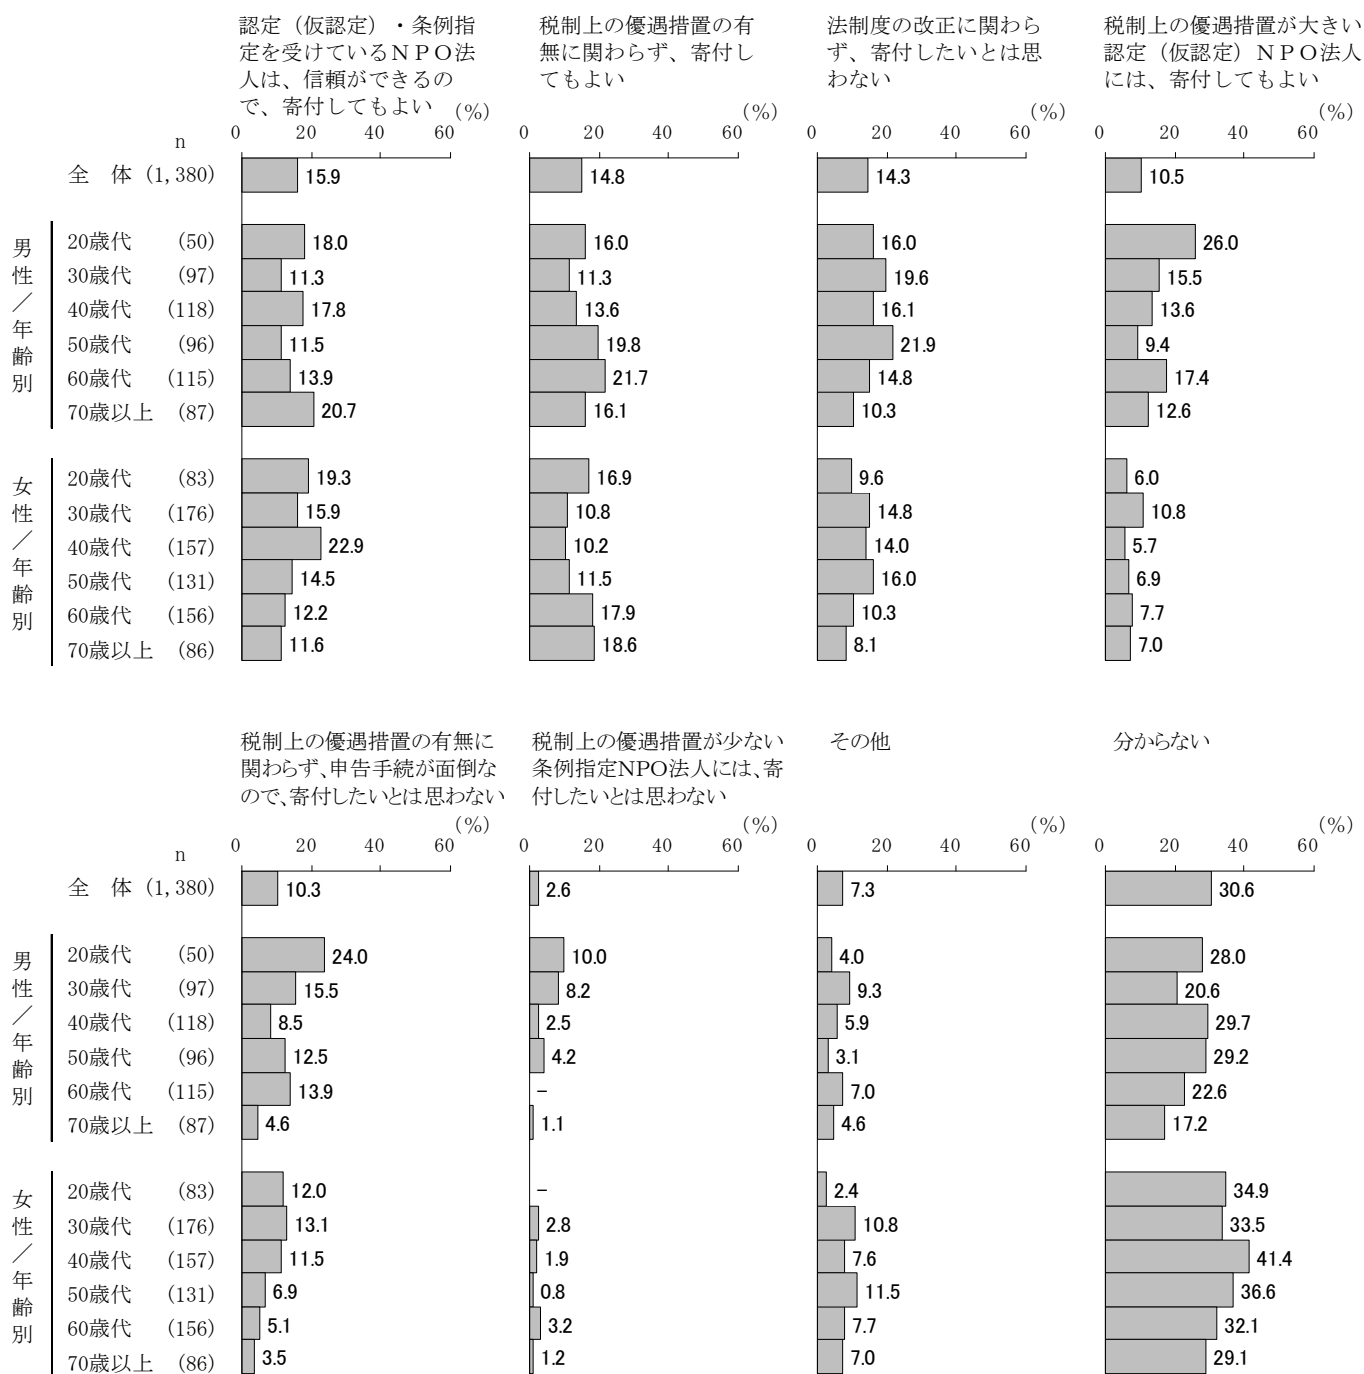 認定（仮認定）・条例指
定を受けているＮＰＯ法
人は、信頼ができるの
で、寄付してもよい
税制上の優遇措置の有
無に関わらず、寄付し
てもよい
法制度の改正に関わら
ず、寄付したいとは思
わない
税制上の優遇措置が大きい
認定（仮認定）ＮＰＯ法人
には、寄付してもよい
(%) (%) (%) (%)
0 20 40 60 0 20 40 60 0 20 40 60 0 20 40 60
n
全　体 (1,380) 15.9 14.8 14.3 10.5
男性／年齢別
20歳代 (50) 18.0 16.0 16.0 26.0
30歳代 (97) 11.3 11.3 19.6 15.5
40歳代 (118) 17.8 13.6 16.1 13.6
50歳代 (96) 11.5 19.8 21.9 9.4
60歳代 (115) 13.9 21.7 14.8 17.4
70歳以上 (87) 20.7 16.1 10.3 12.6
女性／年齢別
20歳代 (83) 19.3 16.9 9.6 6.0
30歳代 (176) 15.9 10.8 14.8 10.8
40歳代 (157) 22.9 10.2 14.0 5.7
50歳代 (131) 14.5 11.5 16.0 6.9
60歳代 (156) 12.2 17.9 10.3 7.7
70歳以上 (86) 11.6 18.6 8.1 7.0
税制上の優遇措置の有無に
関わらず、申告手続が面倒な
ので、寄付したいとは思わない
税制上の優遇措置が少ない
条例指定NPO法人には、寄
付したいとは思わない
その他
分からない
(%) (%) (%) (%)
0 20 40 60 0 20 40 60 0 20 40 60 0 20 40 60
n
全　体 (1,380) 10.3 2.6 7.3 30.6
男性／年齢別
20歳代 (50) 24.0 10.0 4.0 28.0
30歳代 (97) 15.5 8.2 9.3 20.6
40歳代 (118) 8.5 2.5 5.9 29.7
50歳代 (96) 12.5 4.2 3.1 29.2
60歳代 (115) 13.9 – 7.0 22.6
70歳以上 (87) 4.6 1.1 4.6 17.2
女性／年齢別
20歳代 (83) 12.0 – 2.4 34.9
30歳代 (176) 13.1 2.8 10.8 33.5
40歳代 (157) 11.5 1.9 7.6 41.4
50歳代 (131) 6.9 0.8 11.5 36.6
60歳代 (156) 5.1 3.2 7.7 32.1
70歳以上 (86) 3.5 1.2 7.0 29.1